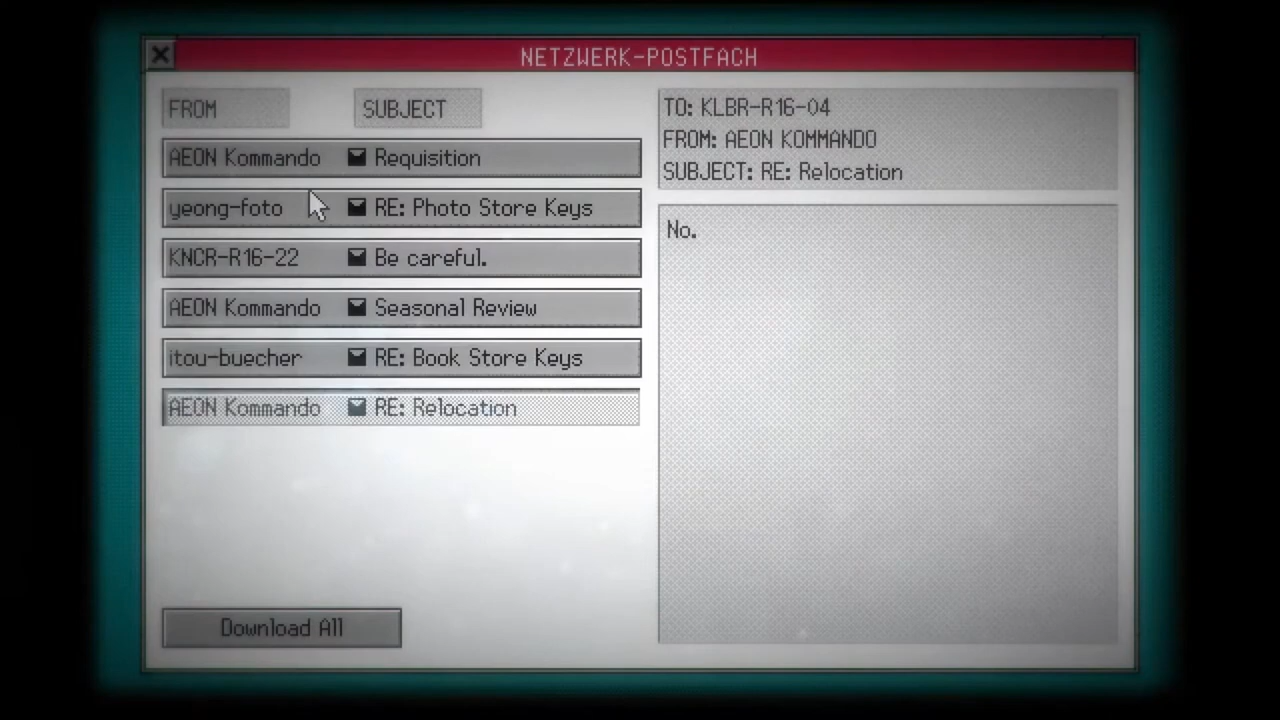 NETZWERK-POSTFACH
FROM SUBJECT
AEON Kommando Requisition
yeong-foto RE: Photo Store Keys
KNCR-R16-22 Be careful.
AEON Kommando Seasonal Review
itou-buecher RE: Book Store Keys
AEON Kommando RE: Relocation
Download All
TO: KLBR-R16-04
FROM: AEON KOMMANDO
SUBJECT: RE: Relocation
No.